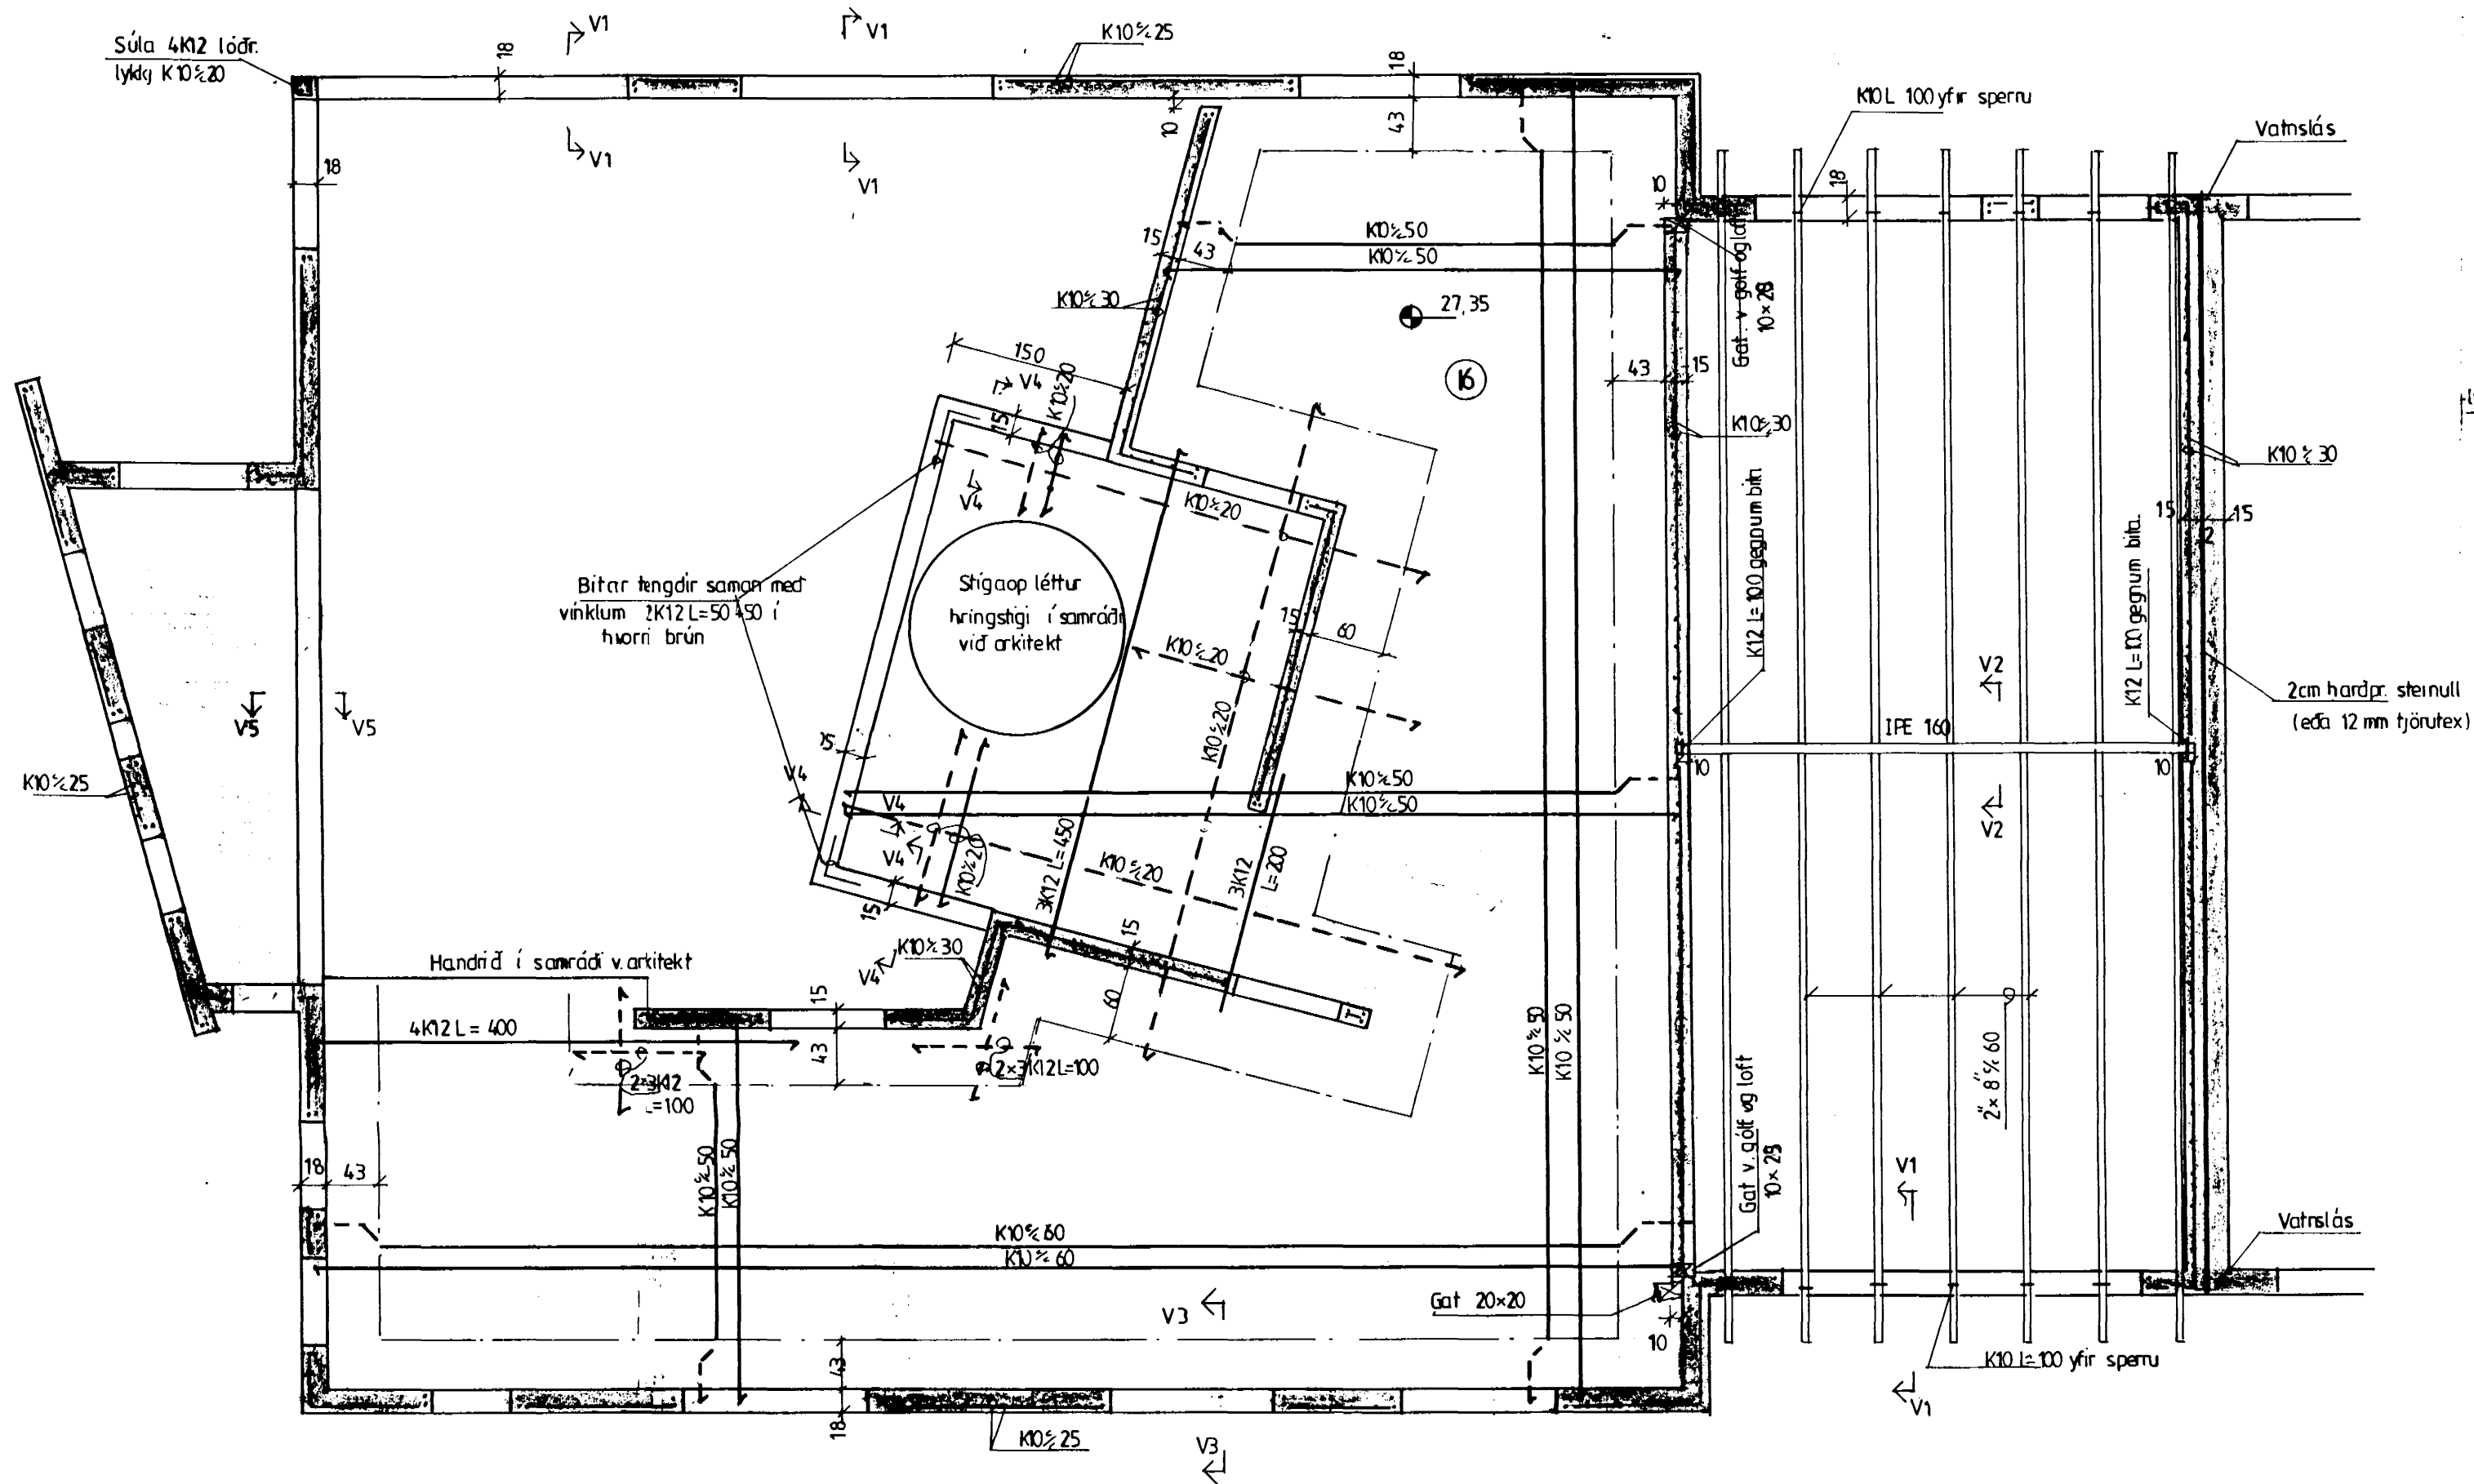 Súla 4K12 lóðr.
lykkj K10 % 20
V1
V1
K10 % 25
18
18
K10 L 100 yfir sperru
Vatnslás
V1
V1
10
43
18
10
18
K10 % 50
K10 % 50
15
43
K10 % 30
27,35
Gat v. golf og loft
10×28
150
V4
K10 % 20
15
16
43
15
K10 % 30
K10 % 30
V4
K10 % 20
K12 L=100 gegnum bita
K12 L=100 gegnum bita.
15
2
15
Bitar tengdir saman með
vinklum 2K12 L=50+50 í
hvorri brún
Stigaop léttur
hringstigi í samráði
við arkitekt
15
60
K10 % 20
K10 % 20
V2
2cm harðpr. steinull
(eða 12 mm tjörutex)
V5
V5
IPE 160
15
10
10
K10 % 25
V4
V4
K10 % 50
K10 % 50
V2
V4
K10 % 20
3K12 L=450
K10 % 20
3K12
L=200
15
15
K10 % 30
V4
Handrið í samráði v. arkitekt
60
15
4K12 L = 400
43
2×3K12
L=100
2×3K12 L=100
K10 % 50
K10 % 50
2"×8" % 60
Gat v. gólf og loft
10×28
18
43
K10 % 50
K10 % 50
V1
K10 % 60
K10 % 60
Vatnslás
V3
Gat 20×20
10
43
K10 L=100 yfir sperru
V1
18
K10 % 25
V3